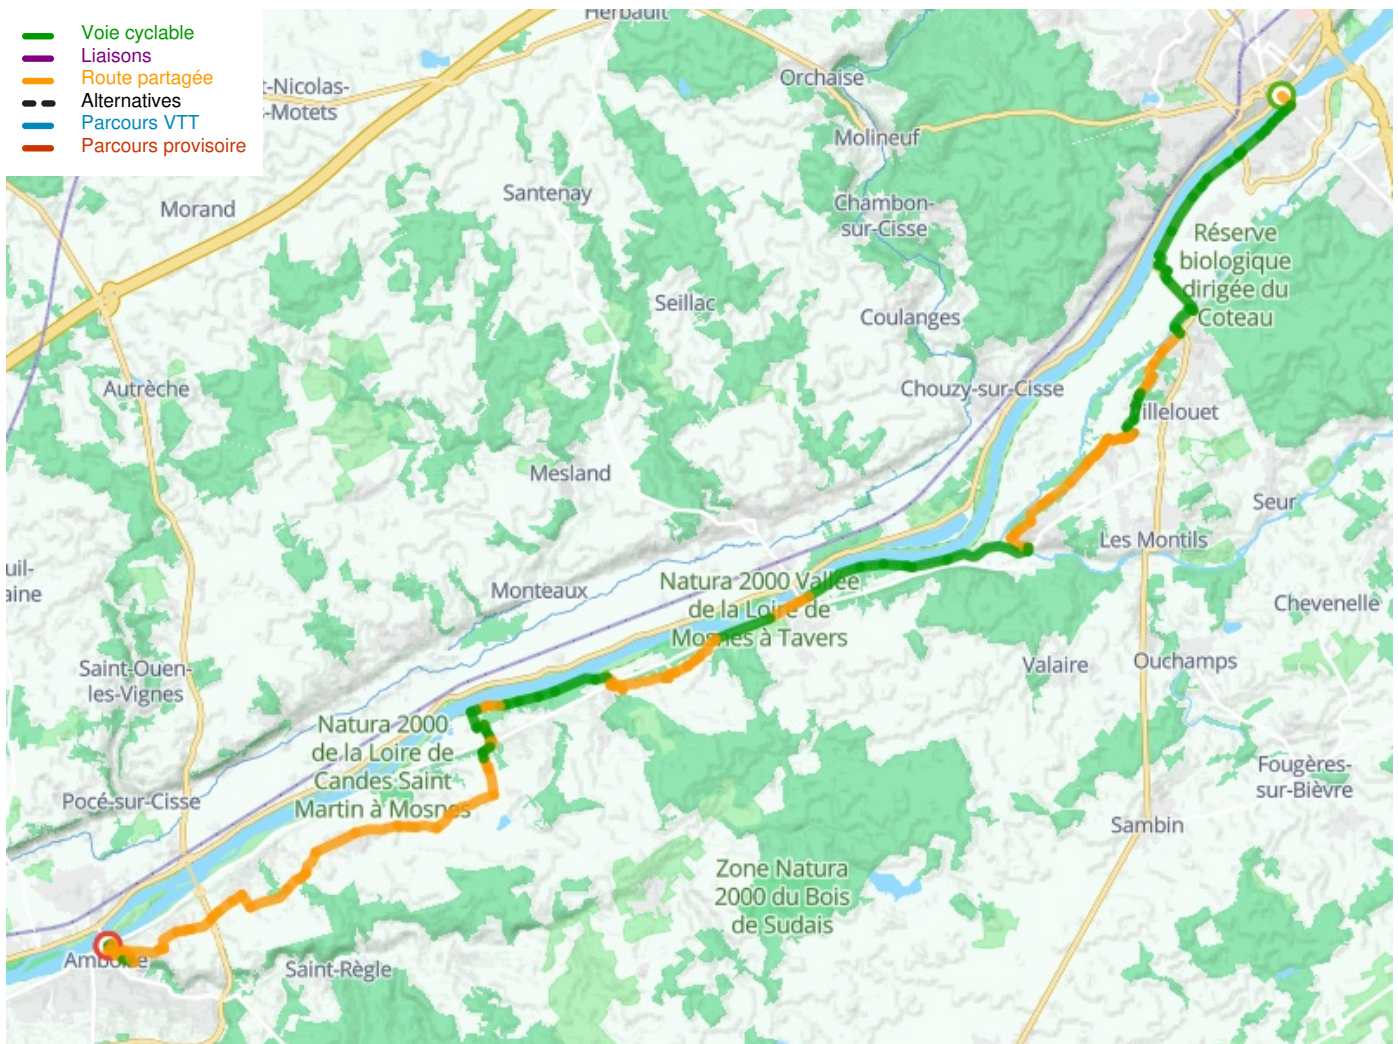 Voie cyclable
Liaisons
Route partagée
Alternatives
Parcours VTT
Parcours provisoire
Herbault
Orchaise
t-Nicolas-
s-Motets
Molineuf
Santenay
Morand
Chambon-
sur-Cisse
Réserve
biologique
dirigée du
Coteau
Seillac
Coulanges
Autrèche
Chouzy-sur-Cisse
illelouet
Mesland
Seur
Les Montils
uil-
aine
Monteaux
Natura 2000 Vallée
de la Loire de
Mosnes à Tavers
Chevenelle
Saint-Ouen-
les-Vignes
Valaire
Ouchamps
Natura 2000
de la Loire de
Candes Saint
Martin à Mosnes
Fougères-
sur-Bièvre
Pocé-sur-Cisse
Sambin
Zone Natura
2000 du Bois
de Sudais
Amboise
Saint-Règle